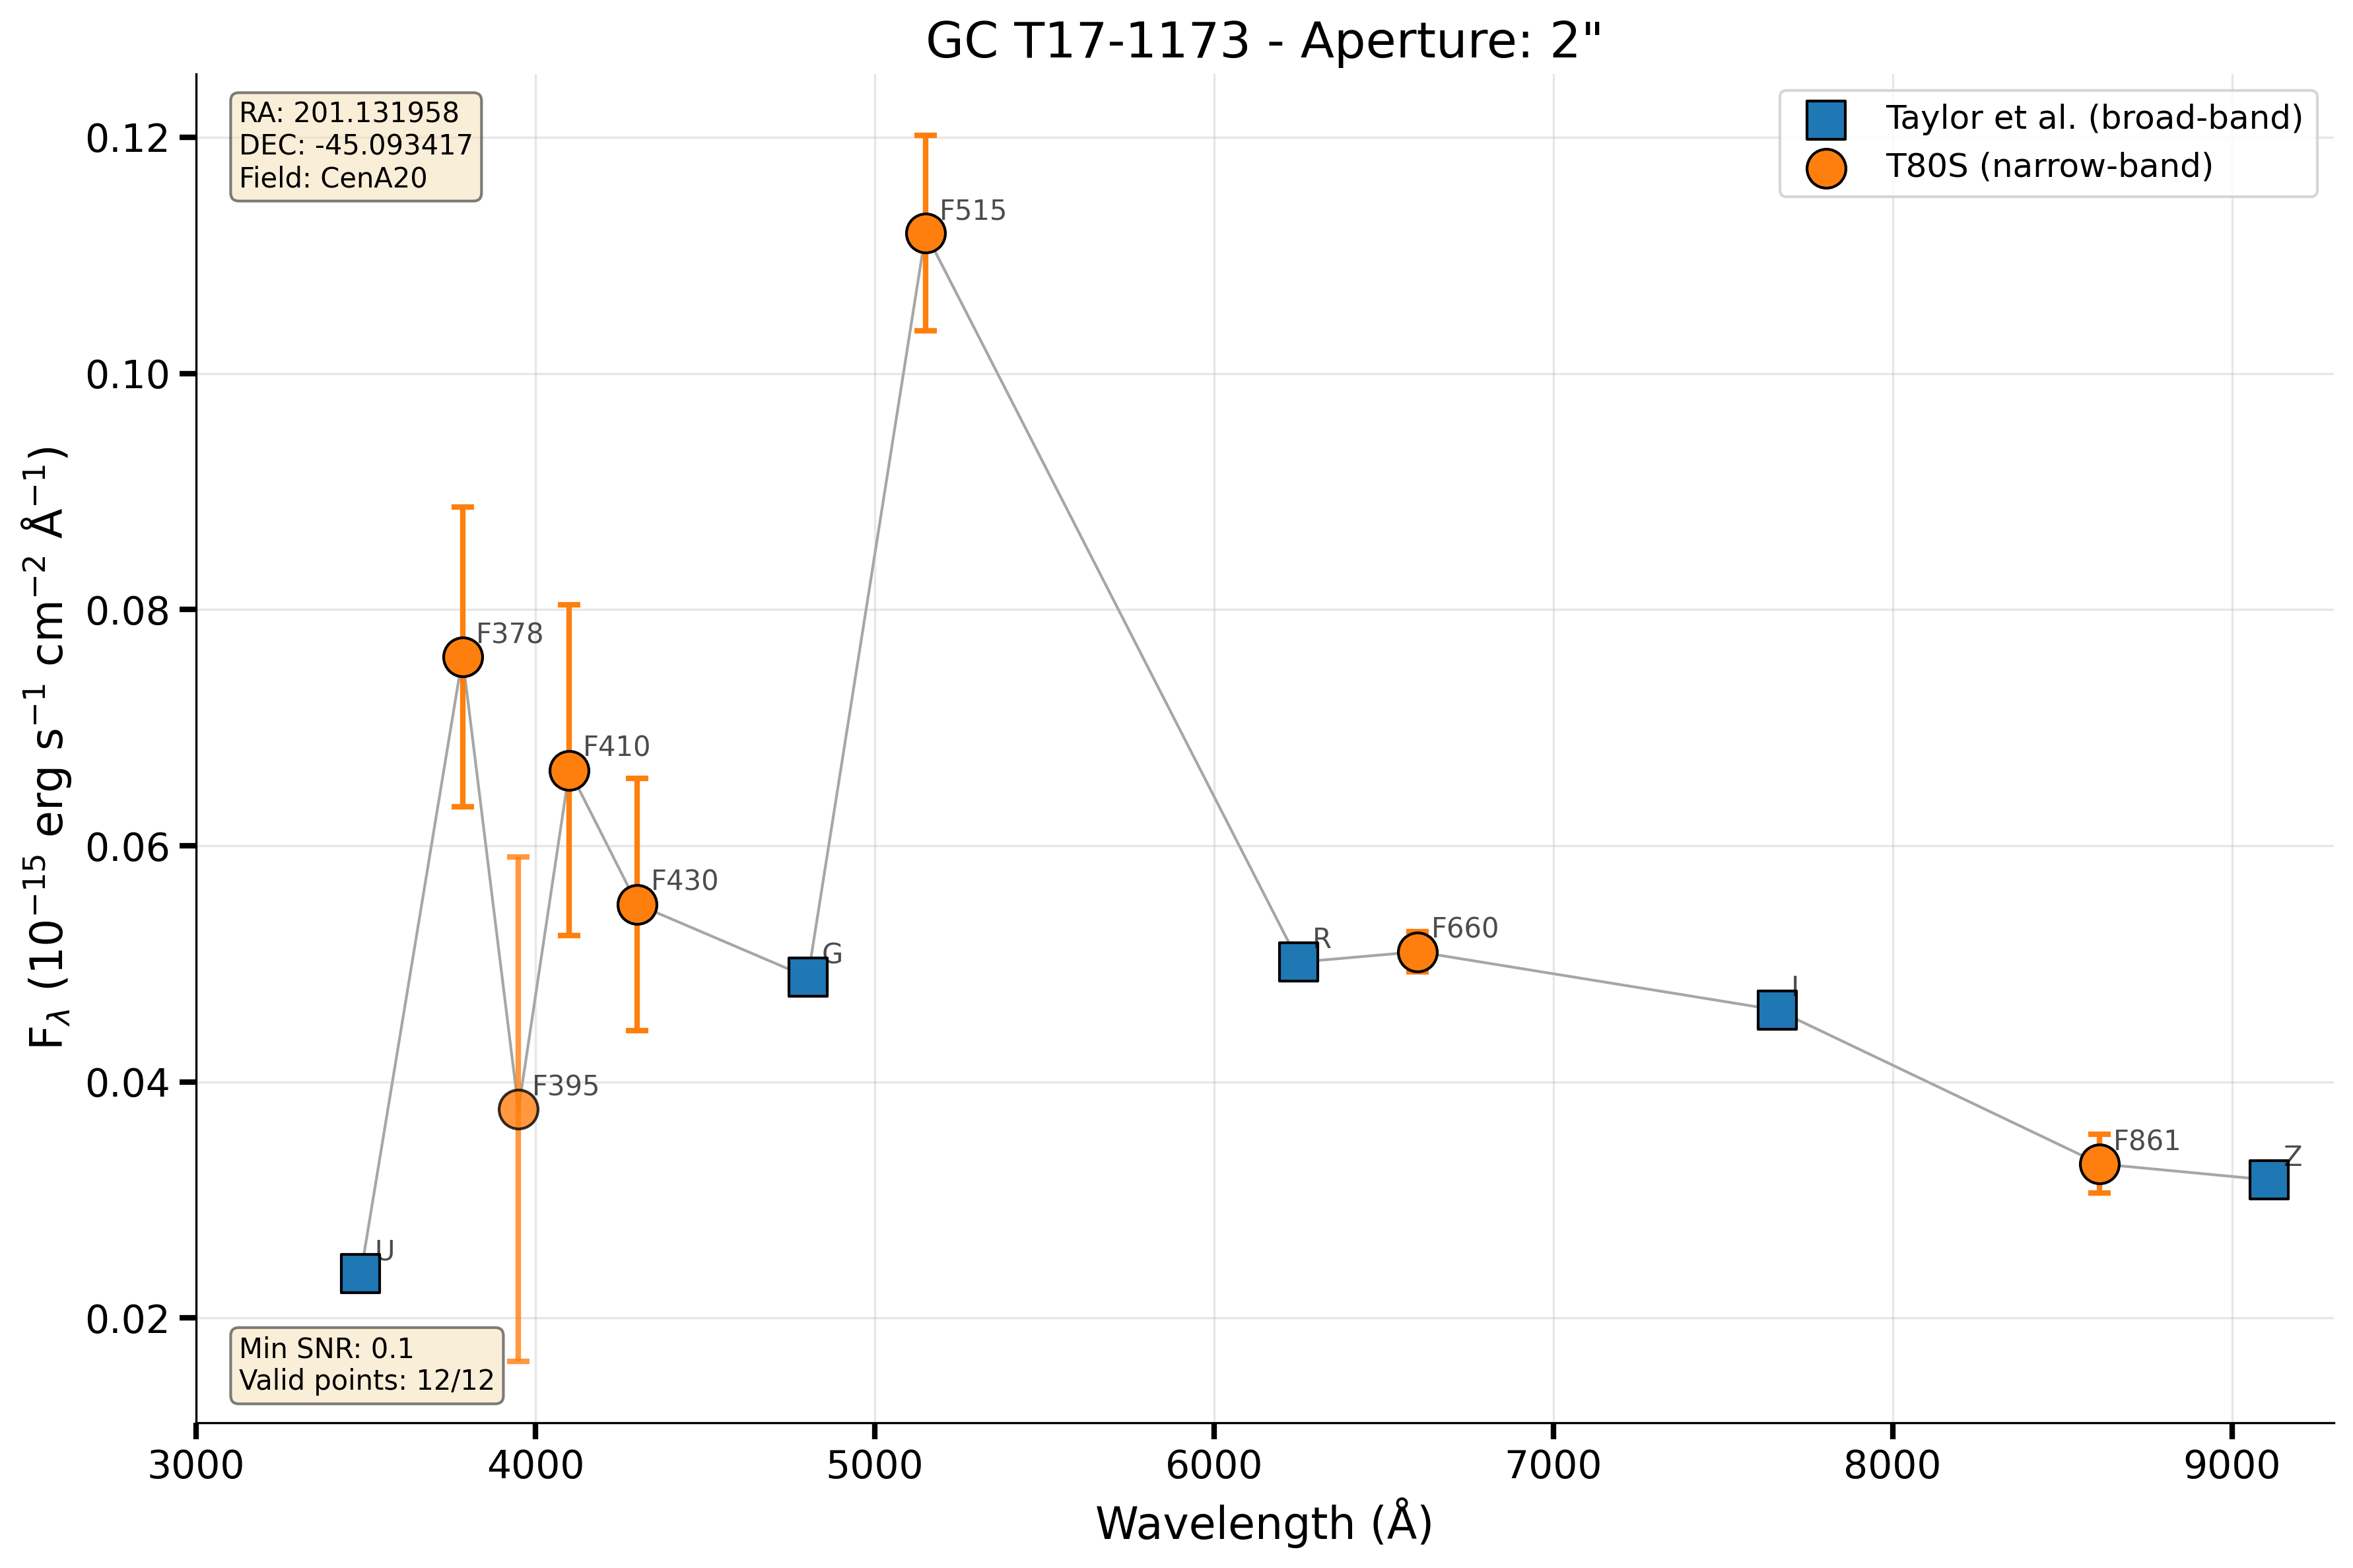 GC T17-1173 - Aperture: 2"
RA: 201.131958
DEC: -45.093417
Field: CenA20
Taylor et al. (broad-band)
T80S (narrow-band)
0.12
0.10
0.08
0.06
0.04
0.02
F515
F378
F410
F430
G
R
F660
I
F395
F861
Z
U
Min SNR: 0.1
Valid points: 12/12
3000 4000 5000 6000 7000 8000 9000
Wavelength (Å)
F$_{\lambda}$ (10$^{-15}$ erg s$^{-1}$ cm$^{-2}$ Å$^{-1}$)